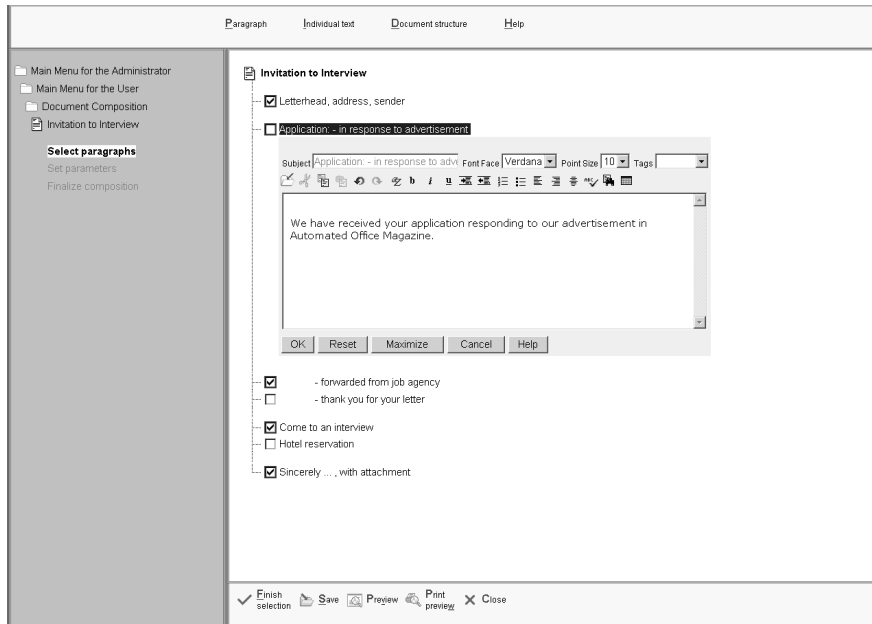 Paragraph Individual text Document structure Help
Main Menu for the Administrator
Main Menu for the User
Document Composition
Invitation to Interview
Select paragraphs
Set parameters
Finalize composition
Invitation to Interview
Letterhead, address, sender
Application: - in response to advertisement
Subject Application: - in response to adve Font Face Verdana Point Size 10 Tags
b i u ABC
We have received your application responding to our advertisement in
Automated Office Magazine.
OK Reset Maximize Cancel Help
- forwarded from job agency
- thank you for your letter
Come to an interview
Hotel reservation
Sincerely ... , with attachment
Finish selection Save Preview Print preview Close